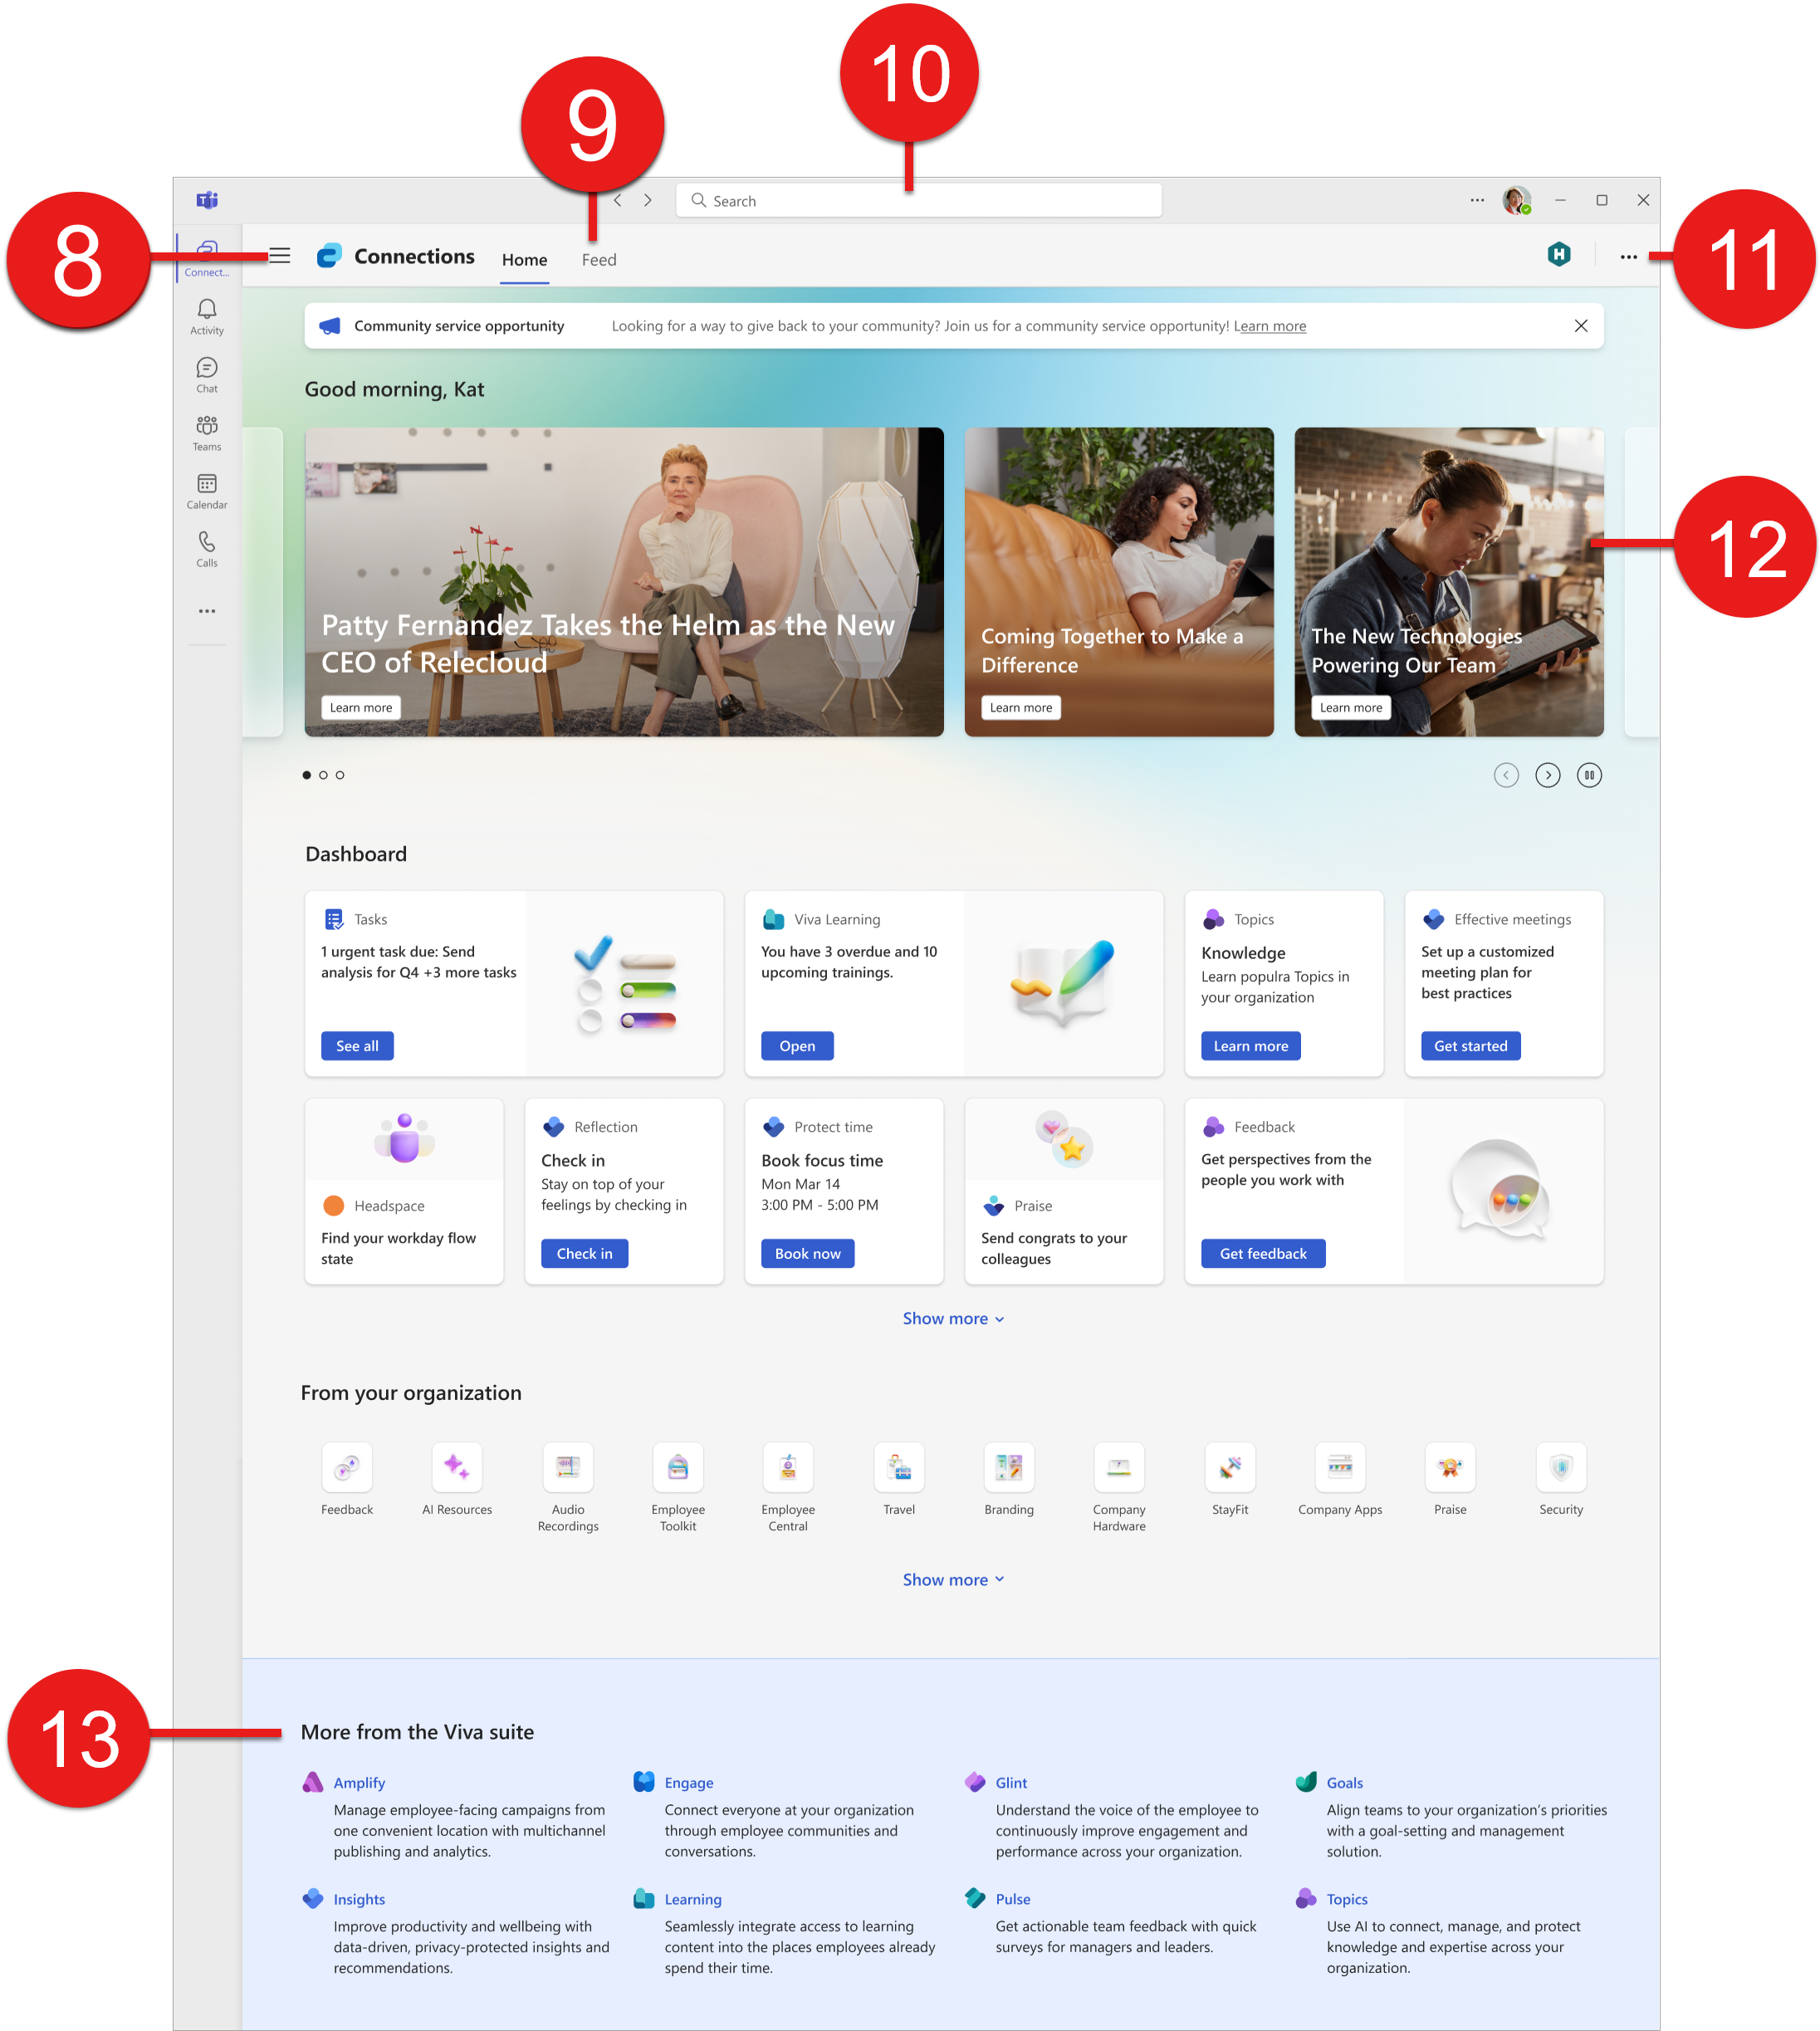 10
9
Search
8
11
Connect...
Connections
Home
Feed
H
Activity
Community service opportunity
Looking for a way to give back to your community? Join us for a community service opportunity! Learn more
Chat
Good morning, Kat
Teams
Calendar
Calls
12
Patty Fernandez Takes the Helm as the New
CEO of Relecloud
Learn more
Coming Together to Make a
Difference
Learn more
The New Technologies
Powering Our Team
Learn more
Dashboard
Tasks
1 urgent task due: Send
analysis for Q4 +3 more tasks
See all
Viva Learning
You have 3 overdue and 10
upcoming trainings.
Open
Topics
Knowledge
Learn populra Topics in
your organization
Learn more
Effective meetings
Set up a customized
meeting plan for
best practices
Get started
Headspace
Find your workday flow
state
Reflection
Check in
Stay on top of your
feelings by checking in
Check in
Protect time
Book focus time
Mon Mar 14
3:00 PM - 5:00 PM
Book now
Praise
Send congrats to your
colleagues
Feedback
Get perspectives from the
people you work with
Get feedback
Show more
From your organization
Feedback
AI Resources
Audio
Recordings
Employee
Toolkit
Employee
Central
Travel
Branding
Company
Hardware
StayFit
Company Apps
Praise
Security
Show more
13
More from the Viva suite
Amplify
Manage employee-facing campaigns from
one convenient location with multichannel
publishing and analytics.
Engage
Connect everyone at your organization
through employee communities and
conversations.
Glint
Understand the voice of the employee to
continuously improve engagement and
performance across your organization.
Goals
Align teams to your organization's priorities
with a goal-setting and management
solution.
Insights
Improve productivity and wellbeing with
data-driven, privacy-protected insights and
recommendations.
Learning
Seamlessly integrate access to learning
content into the places employees already
spend their time.
Pulse
Get actionable team feedback with quick
surveys for managers and leaders.
Topics
Use AI to connect, manage, and protect
knowledge and expertise across your
organization.